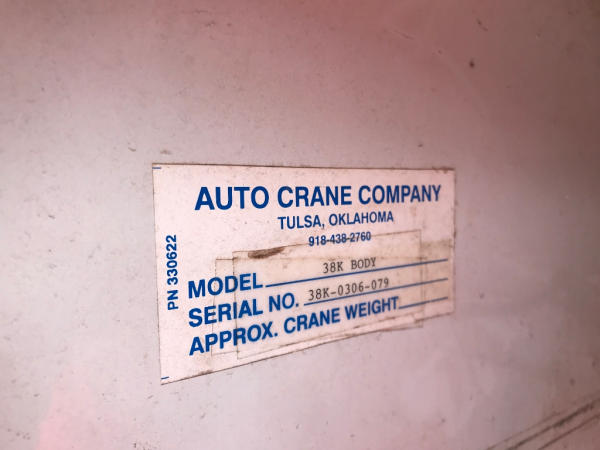 AUTO CRANE COMPANY
TULSA, OKLAHOMA
918-438-2760
PN 330622
MODEL 38K BODY
SERIAL NO. 38K-0306-079
APPROX. CRANE WEIGHT